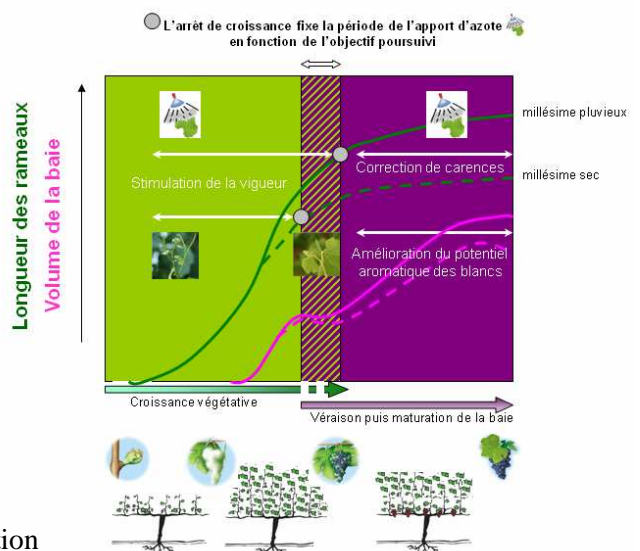 L'arrêt de croissance fixe la période de l'apport d'azote
en fonction de l'objectif poursuivi
Longueur des rameaux
Volume de la baie
millésime pluvieux
Stimulation de la vigueur
Correction de carences
millésime sec
Amélioration du potentiel
aromatique des blancs
Croissance végétative
Véraison puis maturation de la baie
tion